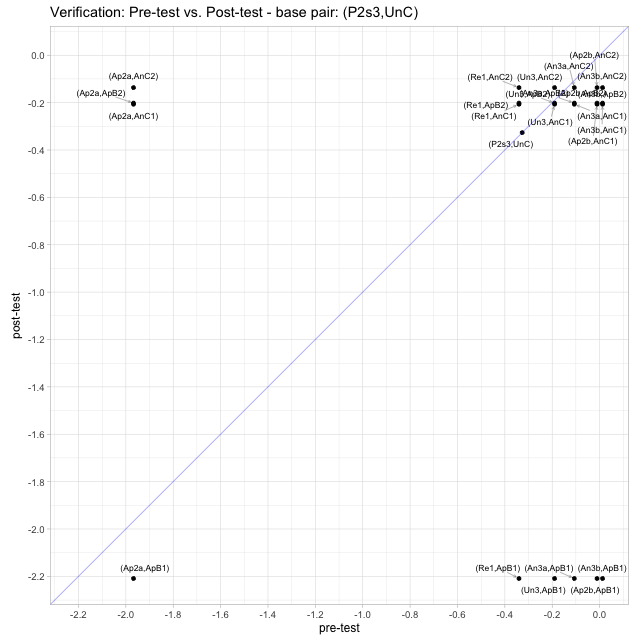 Verification: Pre-test vs. Post-test - base pair: (P2s3,UnC)
(Ap2b,AnC2)
0.0
(An3a,AnC2)
(Ap2a,AnC2)
(Re1,AnC2)
(Un3,AnC2)
(An3b,AnC2)
(Ap2a,ApB2)
-0.2
(Re1,ApB2)
(Ap2a,AnC1)
(Re1,AnC1)
(An3a,AnC1)
(Un3,AnC1)
(An3b,AnC1)
(Ap2b,AnC1)
(P2s3,UnC)
-0.4
-0.6
-0.8
-1.0
post-test
-1.2
-1.4
-1.6
-1.8
-2.0
(Ap2a,ApB1)
(Re1,ApB1)
(An3a,ApB1)
(An3b,ApB1)
-2.2
(Un3,ApB1)
(Ap2b,ApB1)
-2.2 -2.0 -1.8 -1.6 -1.4 -1.2 -1.0 -0.8 -0.6 -0.4 -0.2 0.0
pre-test